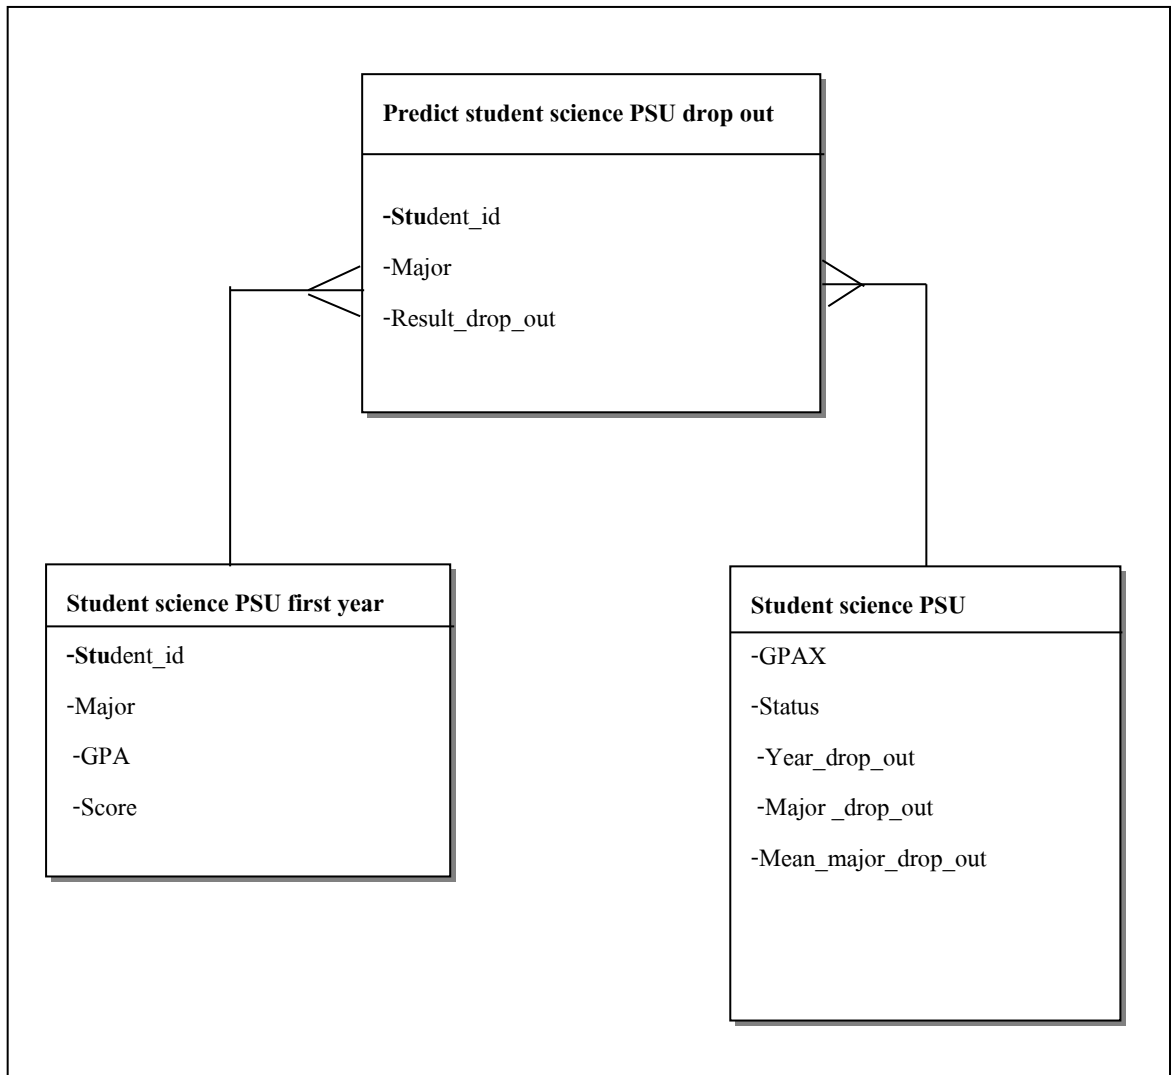 Predict student science PSU drop out
-Student_id
-Major
-Result_drop_out
Student science PSU first year
-Student_id
-Major
-GPA
-Score
Student science PSU
-GPAX
-Status
-Year_drop_out
-Major _drop_out
-Mean_major_drop_out